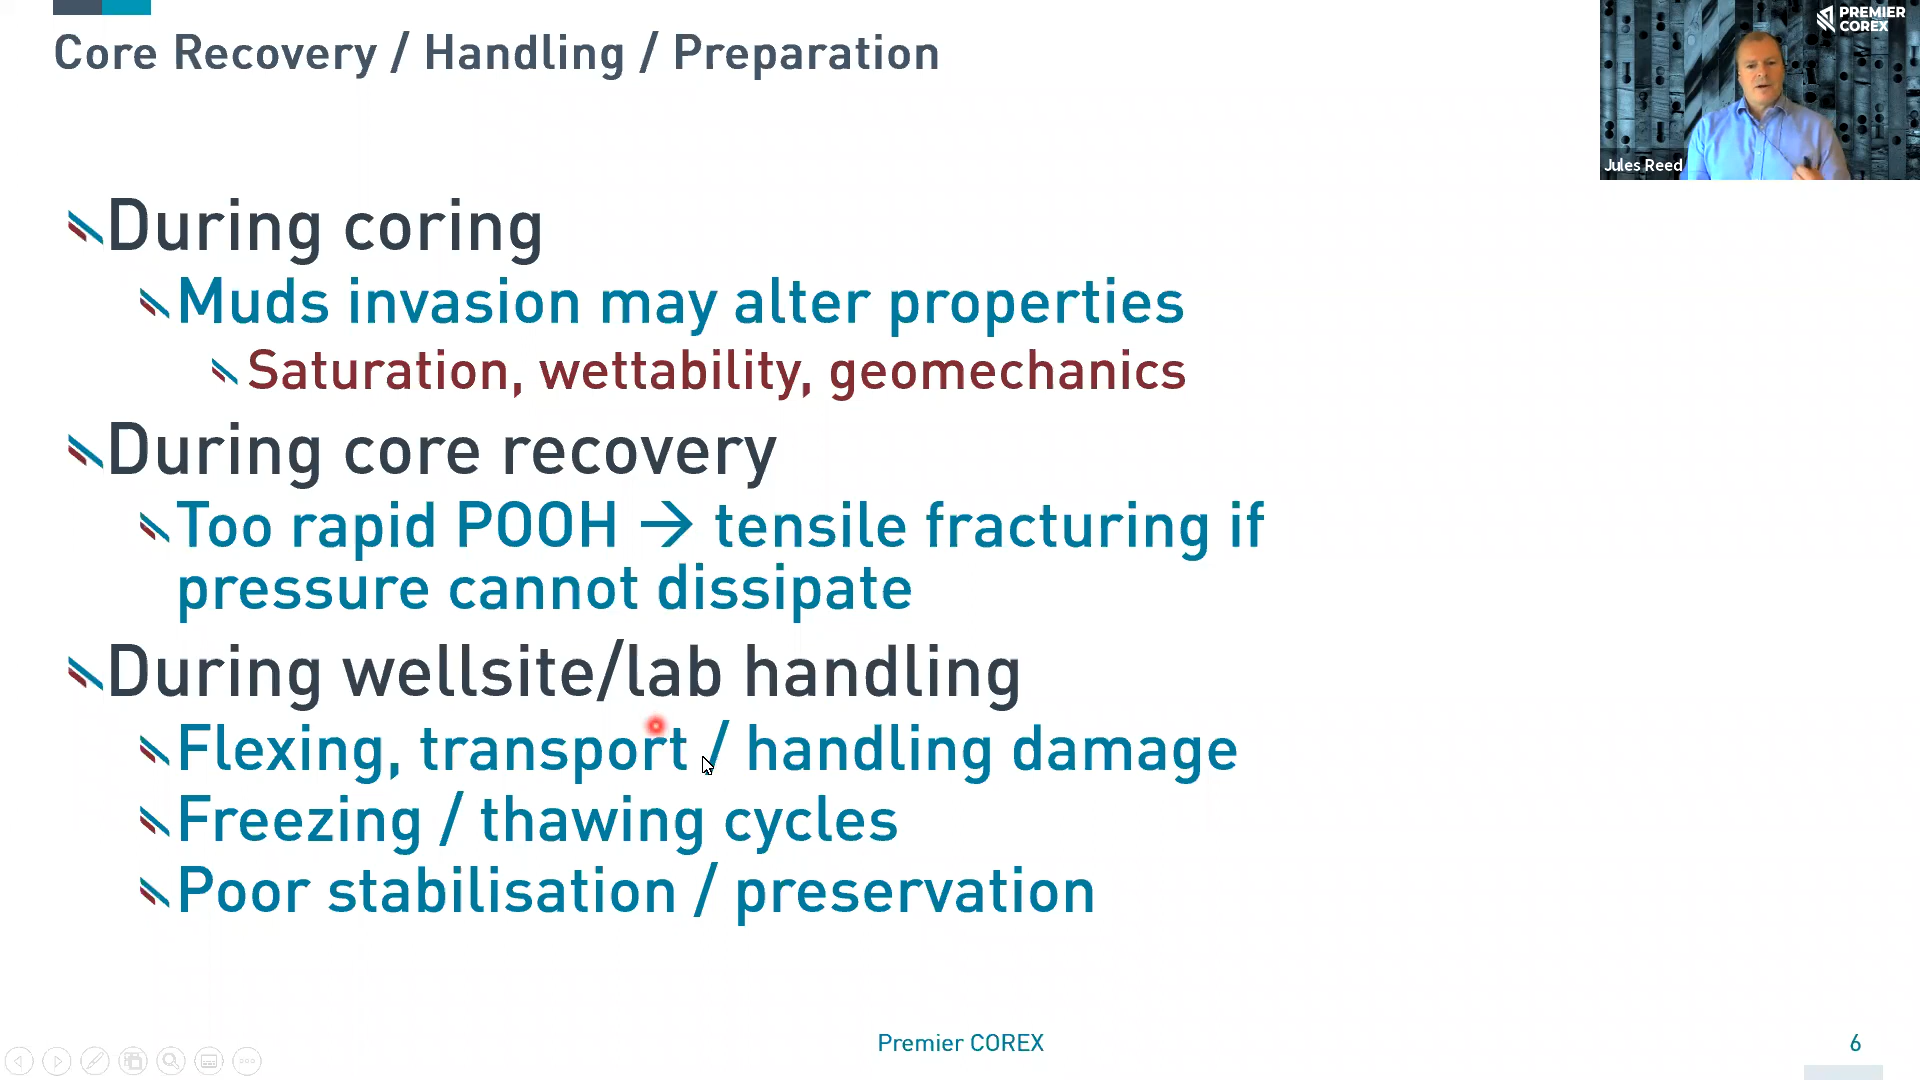 Core Recovery / Handling / Preparation
PREMIER
COREX
Jules Reed
During coring
Muds invasion may alter properties
Saturation, wettability, geomechanics
During core recovery
Too rapid POOH → tensile fracturing if
pressure cannot dissipate
During wellsite/lab handling
Flexing, transport / handling damage
Freezing / thawing cycles
Poor stabilisation / preservation
Premier COREX
6